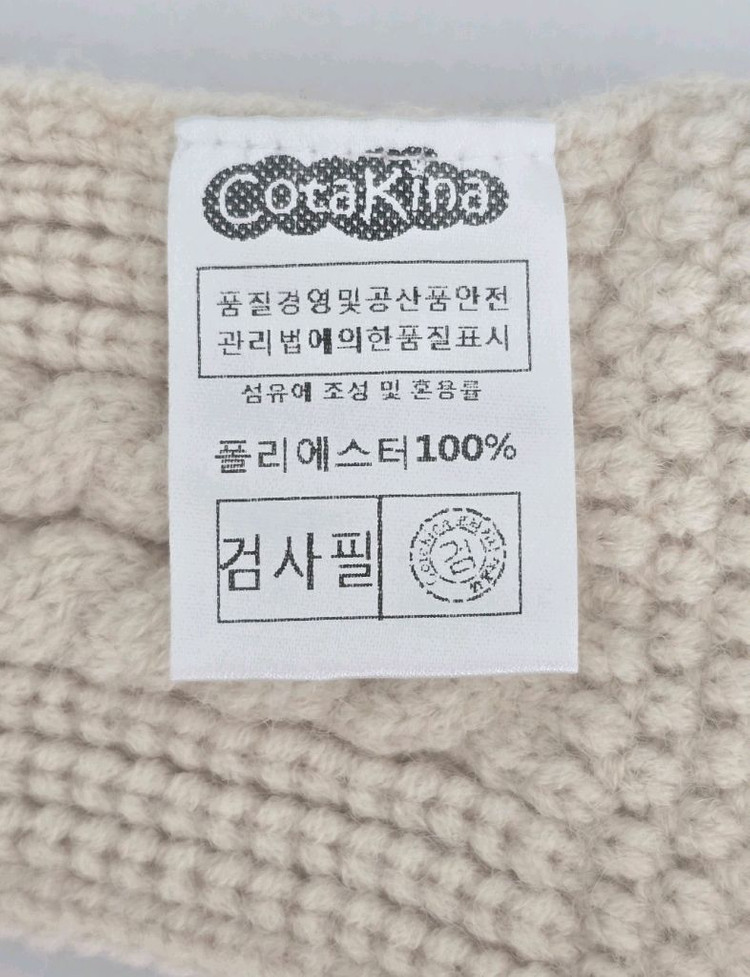 CotaKina
품질경영및공산품안전
관리법에의한품질표시
섬유에 조성 및 혼용률
폴리에스터100%
검사필
검